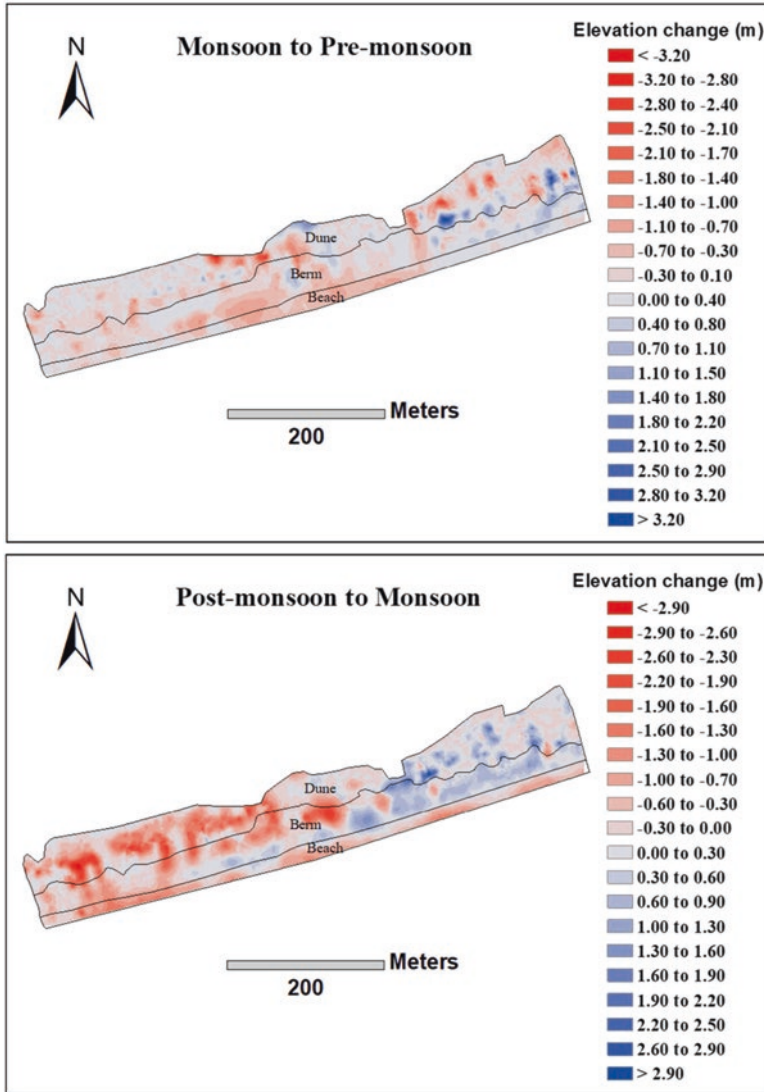 Monsoon to Pre-monsoon
N
Dune
Berm
Beach
Meters
200
Elevation change (m)
< -3.20
-3.20 to -2.80
-2.80 to -2.40
-2.50 to -2.10
-2.10 to -1.70
-1.80 to -1.40
-1.40 to -1.00
-1.10 to -0.70
-0.70 to -0.30
-0.30 to 0.10
0.00 to 0.40
0.40 to 0.80
0.70 to 1.10
1.10 to 1.50
1.40 to 1.80
1.80 to 2.20
2.10 to 2.50
2.50 to 2.90
2.80 to 3.20
> 3.20
Post-monsoon to Monsoon
N
Dune
Berm
Beach
Meters
200
Elevation change (m)
< -2.90
-2.90 to -2.60
-2.60 to -2.30
-2.20 to -1.90
-1.90 to -1.60
-1.60 to -1.30
-1.30 to -1.00
-1.00 to -0.70
-0.60 to -0.30
-0.30 to 0.00
0.00 to 0.30
0.30 to 0.60
0.60 to 0.90
1.00 to 1.30
1.30 to 1.60
1.60 to 1.90
1.90 to 2.20
2.20 to 2.50
2.60 to 2.90
> 2.90